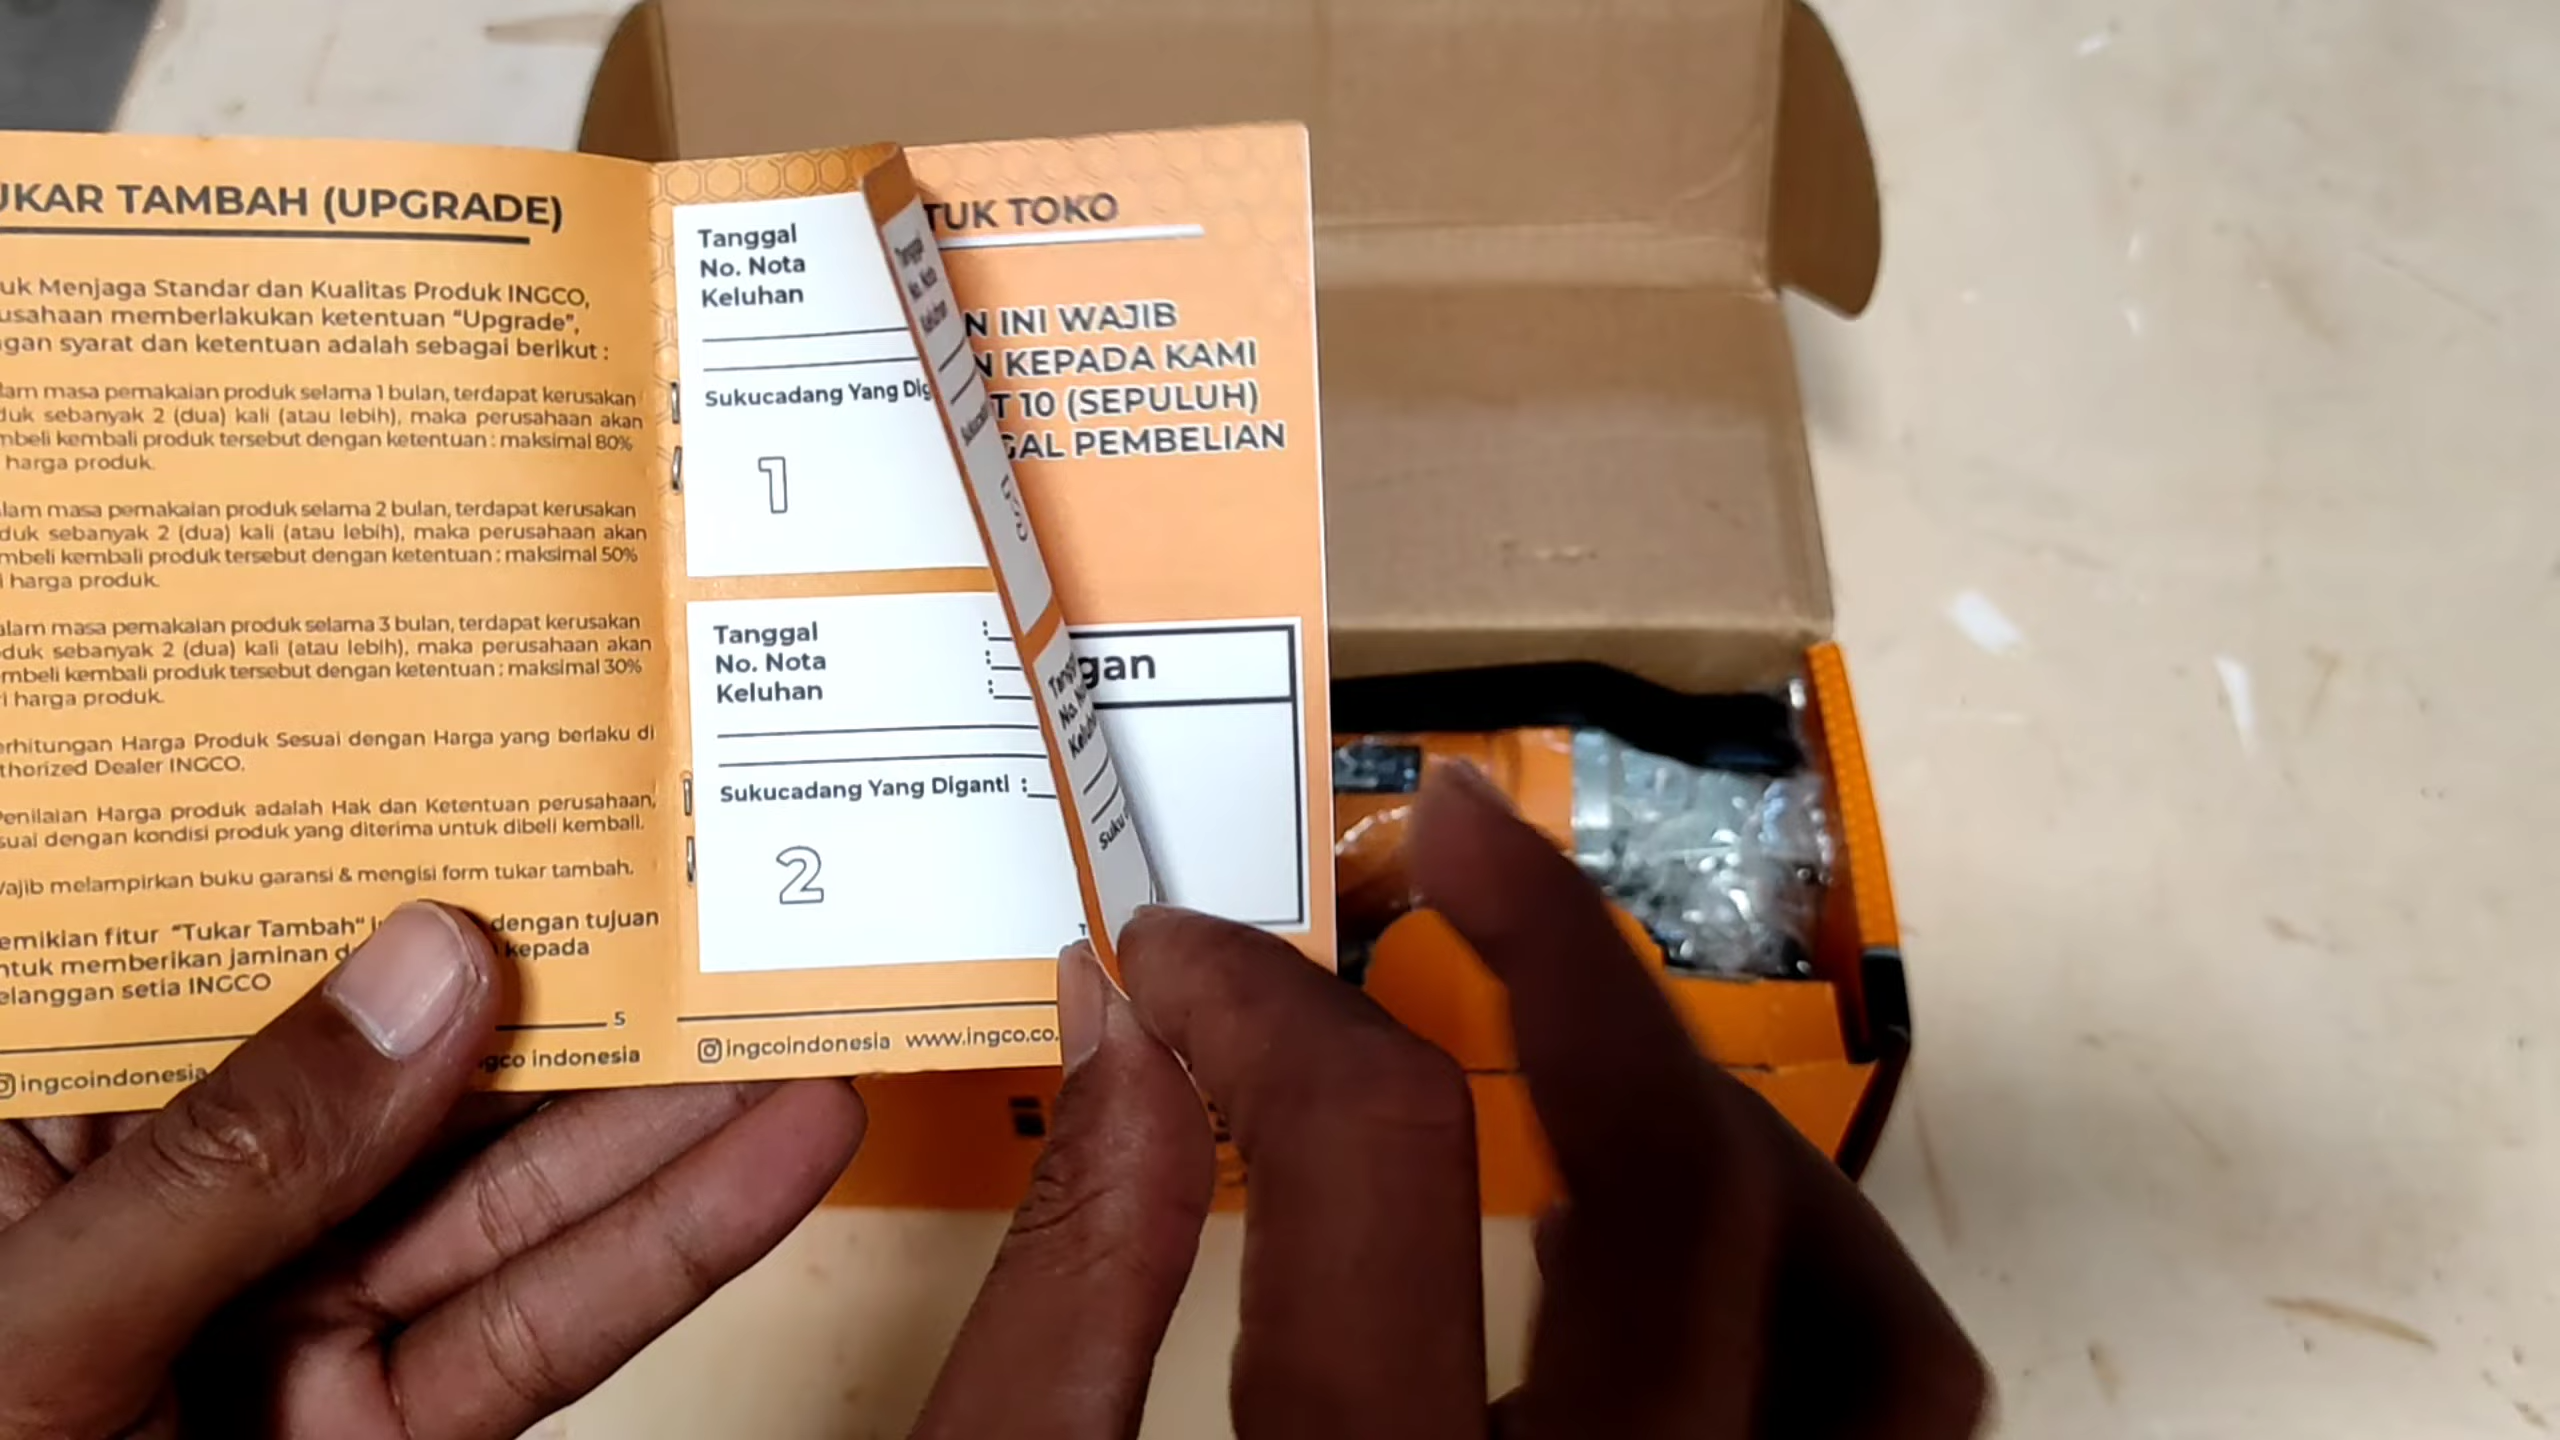 UKAR TAMBAH (UPGRADE)
uk Menjaga Standar dan Kualitas Produk INGCO,
usahaan memberlakukan ketentuan "Upgrade",
gan syarat dan ketentuan adalah sebagai berikut :
lam masa pemakaian produk selama 1 bulan, terdapat kerusakan
duk sebanyak 2 (dua) kali (atau lebih), maka perusahaan akan
mbeli kembali produk tersebut dengan ketentuan : maksimal 80%
harga produk.
lam masa pemakaian produk selama 2 bulan, terdapat kerusakan
duk sebanyak 2 (dua) kali (atau lebih), maka perusahaan akan
mbeli kembali produk tersebut dengan ketentuan : maksimal 50%
i harga produk.
alam masa pemakaian produk selama 3 bulan, terdapat kerusakan
duk sebanyak 2 (dua) kali (atau lebih), maka perusahaan akan
mbeli kembali produk tersebut dengan ketentuan : maksimal 30%
ri harga produk.
erhitungan Harga Produk Sesuai dengan Harga yang berlaku di
thorized Dealer INGCO.
Penilaian Harga produk adalah Hak dan Ketentuan perusahaan,
suai dengan kondisi produk yang diterima untuk dibeli kembali.
Wajib melampirkan buku garansi & mengisi form tukar tambah.
emikian fitur "Tukar Tambah" dengan tujuan
ntuk memberikan jaminan kepada
elanggan setia INGCO
5
ingcoindonesia
gco indonesia
Tanggal
No. Nota
Keluhan
Sukucadang Yang Dig
1
Tanggal :
No. Nota :
Keluhan :
Sukucadang Yang Diganti :
2
ingcoindonesia www.ingco.co.
Tanggal
No. Nota
Keluhan
TUK TOKO
N INI WAJIB
N KEPADA KAMI
T 10 (SEPULUH)
GAL PEMBELIAN
gan